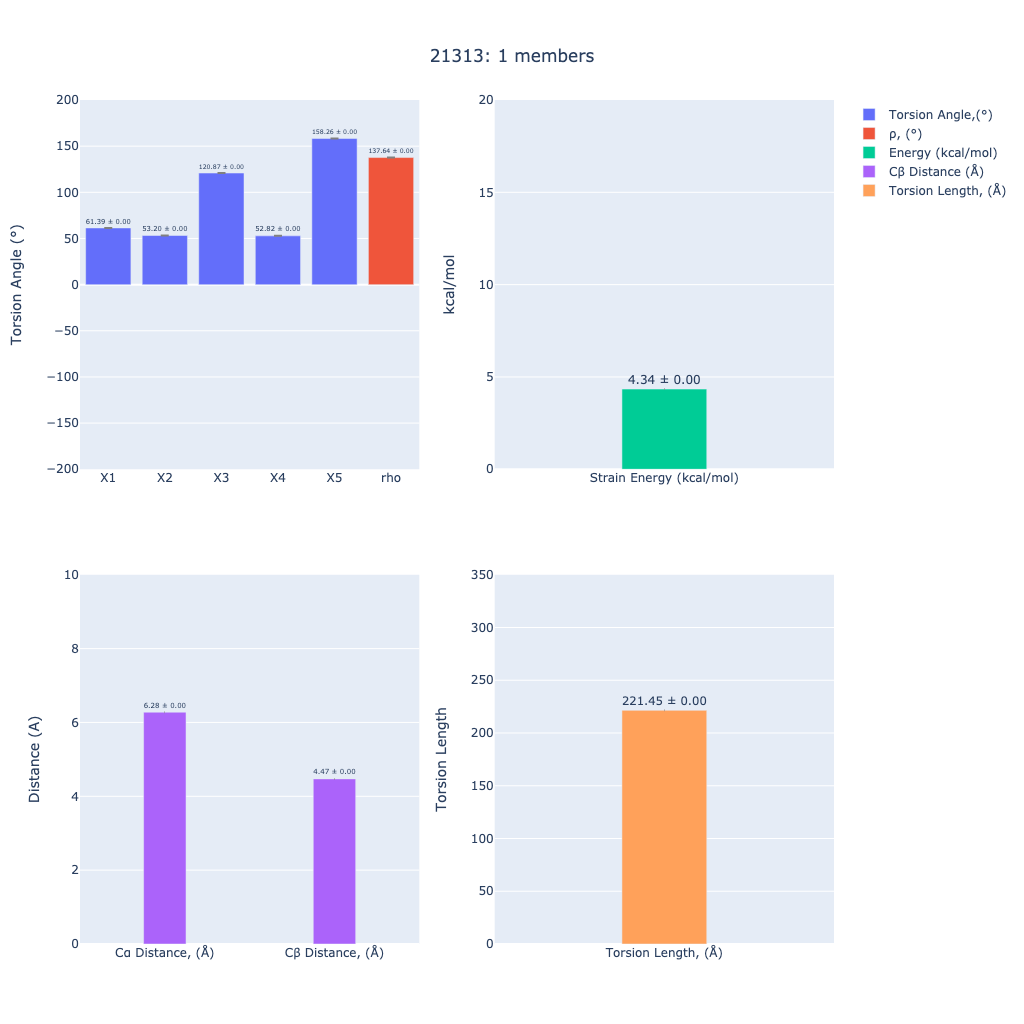 21313: 1 members
Torsion Angle (°)
200
150
100
50
0
−50
−100
−150
−200
61.39 ± 0.00
53.20 ± 0.00
120.87 ± 0.00
52.82 ± 0.00
158.26 ± 0.00
137.64 ± 0.00
X1 X2 X3 X4 X5 rho
kcal/mol
20
15
10
5
0
4.34 ± 0.00
Strain Energy (kcal/mol)
Torsion Angle,(°)
ρ, (°)
Energy (kcal/mol)
Cβ Distance (Å)
Torsion Length, (Å)
Distance (A)
10
8
6
4
2
0
6.28 ± 0.00
4.47 ± 0.00
Cα Distance, (Å) Cβ Distance, (Å)
Torsion Length
350
300
250
200
150
100
50
0
221.45 ± 0.00
Torsion Length, (Å)